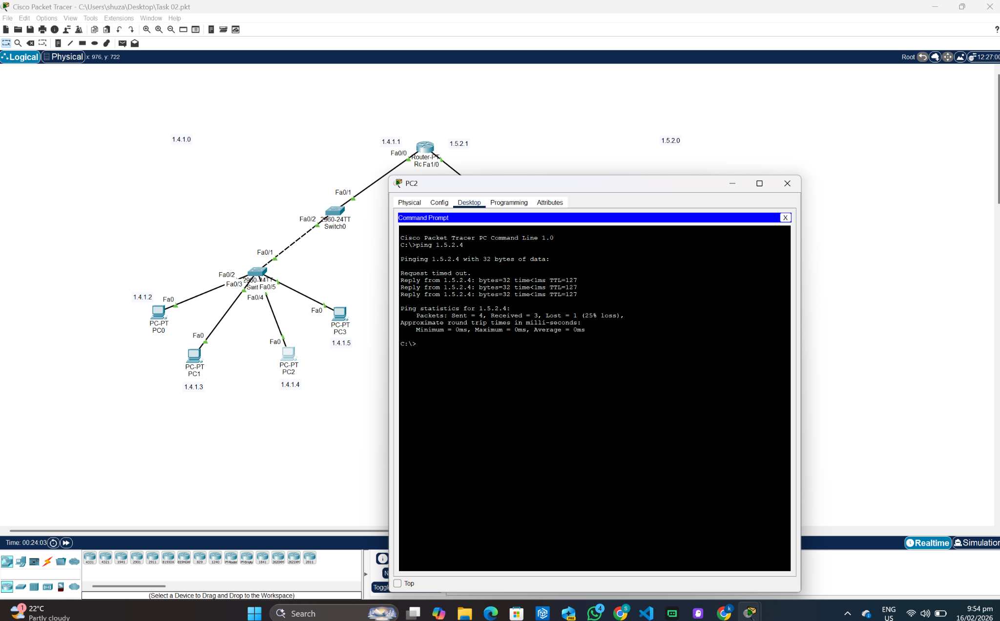 Cisco Packet Tracer - C:\Users\shuza\Desktop\Task 02.pkt
File Edit Options View Tools Extensions Window Help
?
Logical Physical x: 976, y: 722 Root 12:27:00
1.4.1.0
1.4.1.1
1.5.2.1
1.5.2.0
Fa0/0
Router-PT
Fa1/0
Fa0/1
Fa0/2
2960-24TT
Switch0
Fa0/1
Fa0/2
Fa0/3
2960-24TT
Fa0/5
Fa0/4
1.4.1.2
Fa0
PC-PT
PC0
Fa0
PC-PT
PC1
1.4.1.3
Fa0
PC-PT
PC2
1.4.1.4
Fa0
PC-PT
PC3
1.4.1.5
PC2
Physical Config Desktop Programming Attributes
Command Prompt X
Cisco Packet Tracer PC Command Line 1.0
C:\>ping 1.5.2.4
Pinging 1.5.2.4 with 32 bytes of data:
Request timed out.
Reply from 1.5.2.4: bytes=32 time<1ms TTL=127
Reply from 1.5.2.4: bytes=32 time<1ms TTL=127
Reply from 1.5.2.4: bytes=32 time<1ms TTL=127
Ping statistics for 1.5.2.4:
Packets: Sent = 4, Received = 3, Lost = 1 (25% loss),
Approximate round trip times in milli-seconds:
Minimum = 0ms, Maximum = 0ms, Average = 0ms
C:\>
Top
Time: 00:24:03
Realtime Simulation
4331 4321 1941 2901 2911 819IOX 819HGW 829 1240 PT-Router PT-Empty 1841 2620XM 2621XM 2811
(Select a Device to Drag and Drop to the Workspace)
1
22°C
Partly cloudy
Search
PRE
4
S
k
ENG
US
9:54 pm
16/02/2026